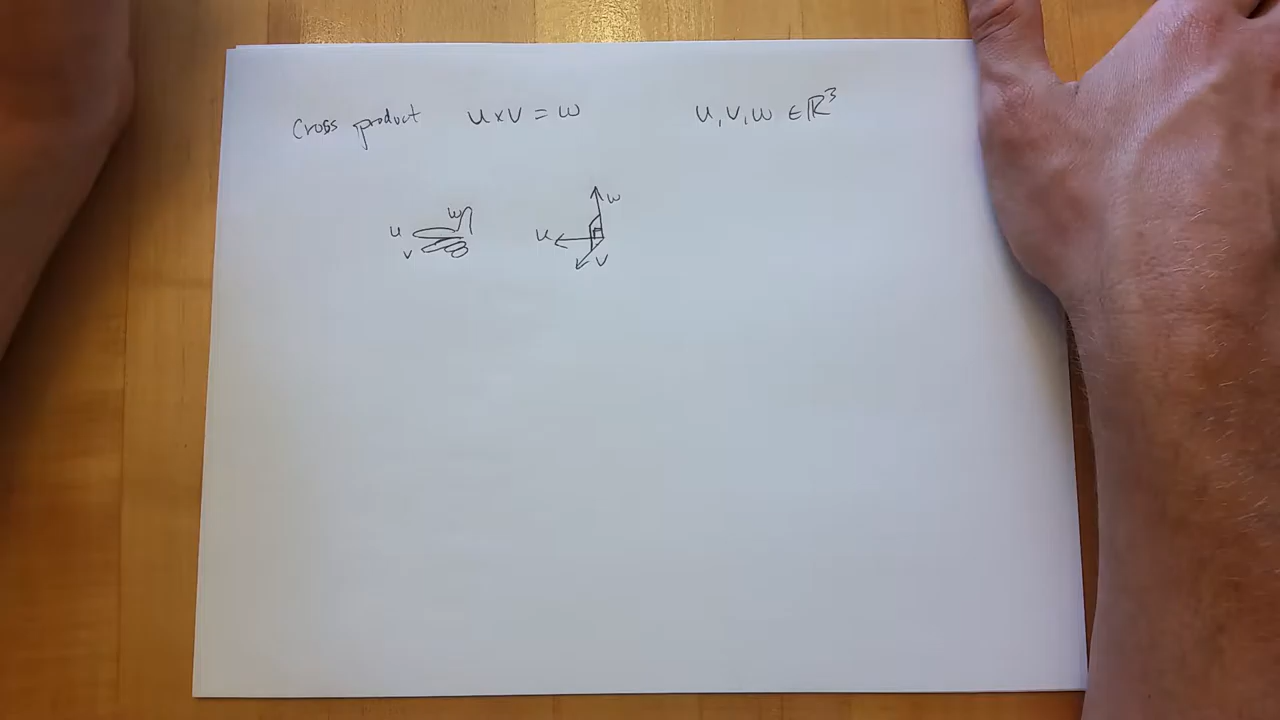 Cross product u×v = w u,v,w ∈ ℝ³
w w
u u
v v